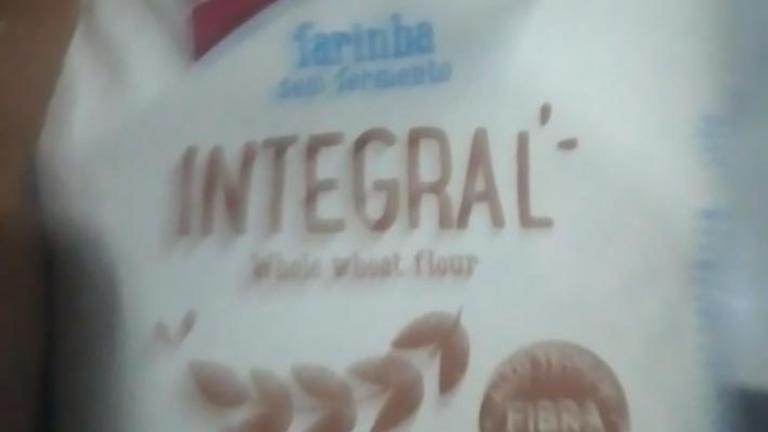 farinha
sem fermento
INTEGRAL
Whole wheat flour
FIBRA